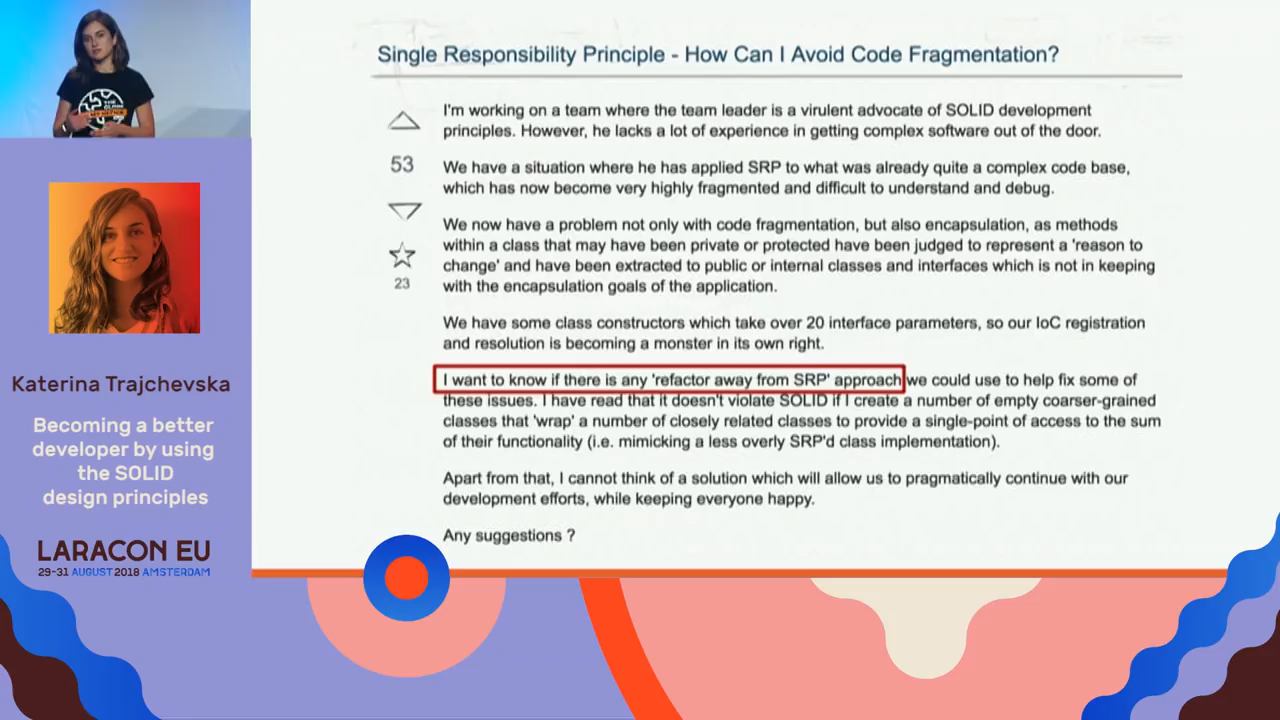 Single Responsibility Principle - How Can I Avoid Code Fragmentation?
I'm working on a team where the team leader is a virulent advocate of SOLID development
principles. However, he lacks a lot of experience in getting complex software out of the door.
53
We have a situation where he has applied SRP to what was already quite a complex code base,
which has now become very highly fragmented and difficult to understand and debug.
We now have a problem not only with code fragmentation, but also encapsulation, as methods
within a class that may have been private or protected have been judged to represent a 'reason to
change' and have been extracted to public or internal classes and interfaces which is not in keeping
with the encapsulation goals of the application.
23
We have some class constructors which take over 20 interface parameters, so our IoC registration
and resolution is becoming a monster in its own right.
I want to know if there is any 'refactor away from SRP' approach we could use to help fix some of
these issues. I have read that it doesn't violate SOLID if I create a number of empty coarser-grained
classes that 'wrap' a number of closely related classes to provide a single-point of access to the sum
of their functionality (i.e. mimicking a less overly SRP'd class implementation).
Apart from that, I cannot think of a solution which will allow us to pragmatically continue with our
development efforts, while keeping everyone happy.
Any suggestions ?
Katerina Trajchevska
Becoming a better
developer by using
the SOLID
design principles
LARACON EU
29-31 AUGUST 2018 AMSTERDAM